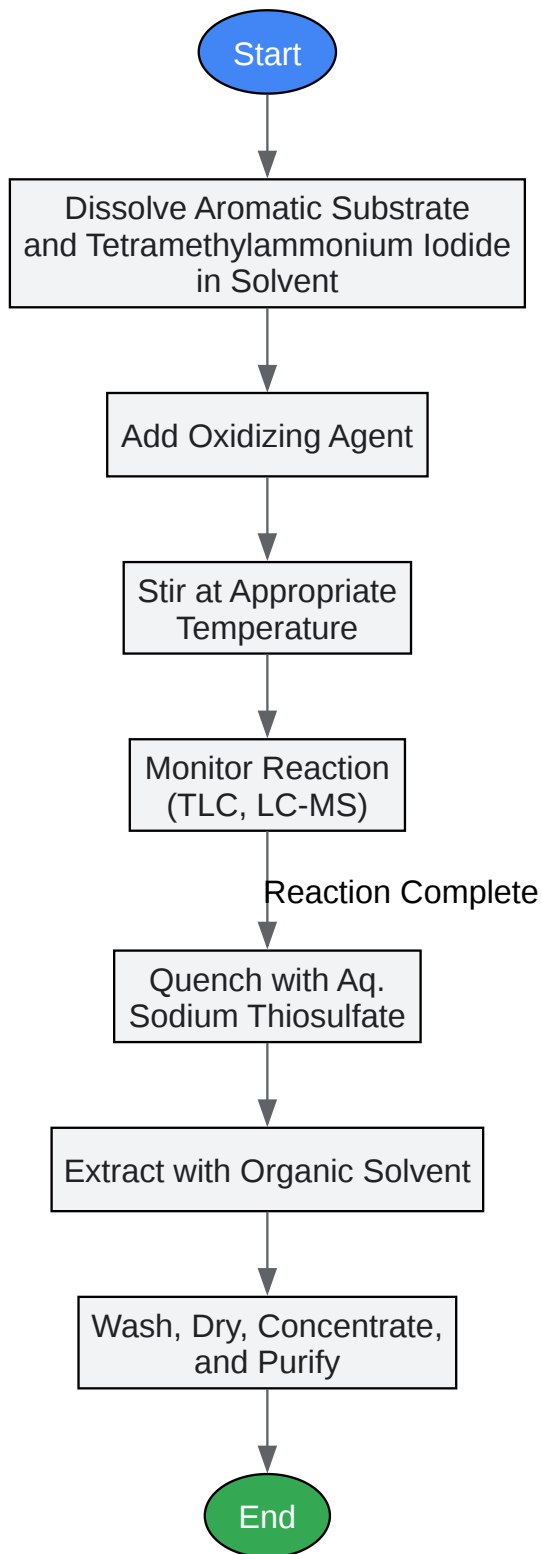 Start
Dissolve Aromatic Substrate
and Tetramethylammonium Iodide
in Solvent
Add Oxidizing Agent
Stir at Appropriate
Temperature
Monitor Reaction
(TLC, LC-MS)
Reaction Complete
Quench with Aq.
Sodium Thiosulfate
Extract with Organic Solvent
Wash, Dry, Concentrate,
and Purify
End